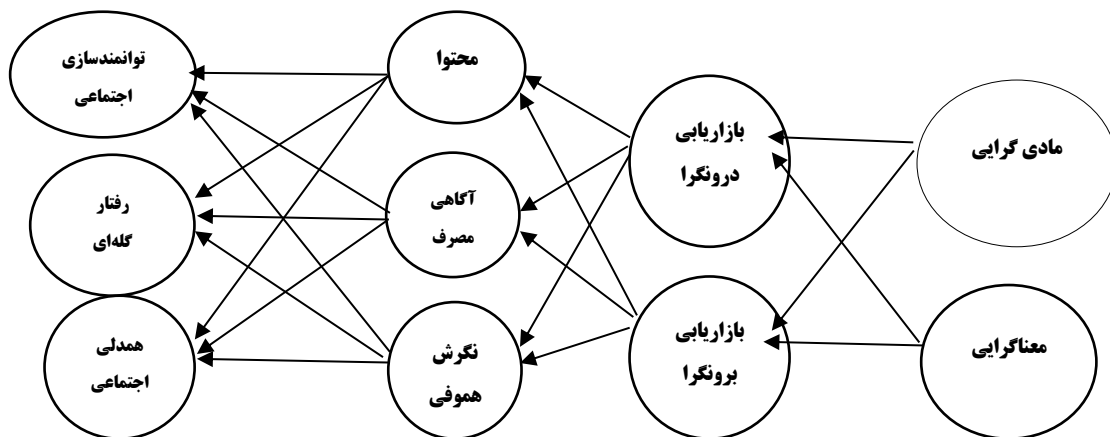 مادی گرایی
معناگرایی
بازاریابی
درونگرا
بازاریابی
برونگرا
محتوا
آگاهی
مصرف
نگرش
هموفی
توانمندسازی
اجتماعی
رفتار
گله‌ای
همدلی
اجتماعی